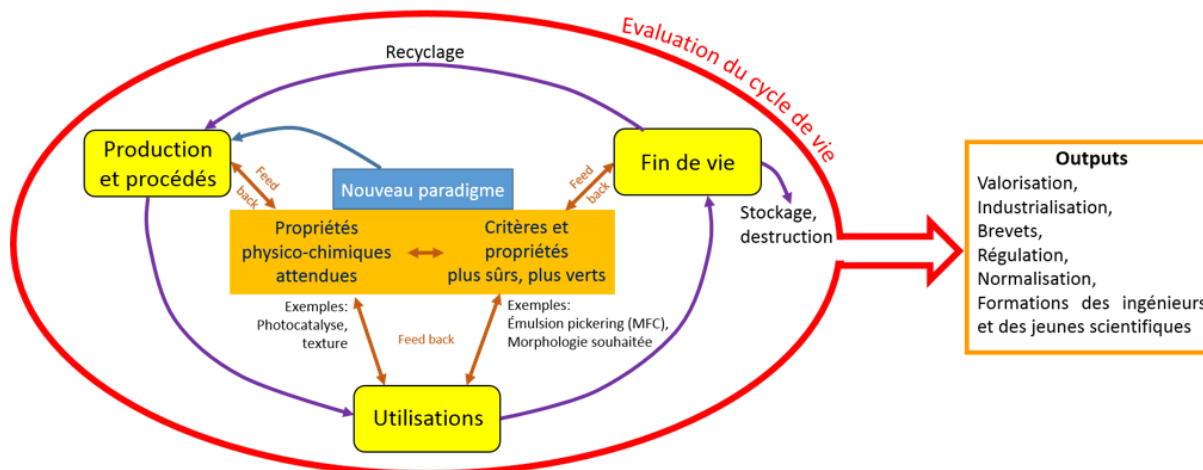 Evaluation du cycle de vie
Recyclage
Production
et procédés
Fin de vie
Feed
back
Feed
back
Nouveau paradigme
Propriétés
physico-chimiques
attendues
Critères et
propriétés
plus sûrs, plus verts
Stockage,
destruction
Exemples:
Photocatalyse,
texture
Feed back
Exemples:
Émulsion pickering (MFC),
Morphologie souhaitée
Utilisations
Outputs
Valorisation,
Industrialisation,
Brevets,
Régulation,
Normalisation,
Formations des ingénieurs
et des jeunes scientifiques